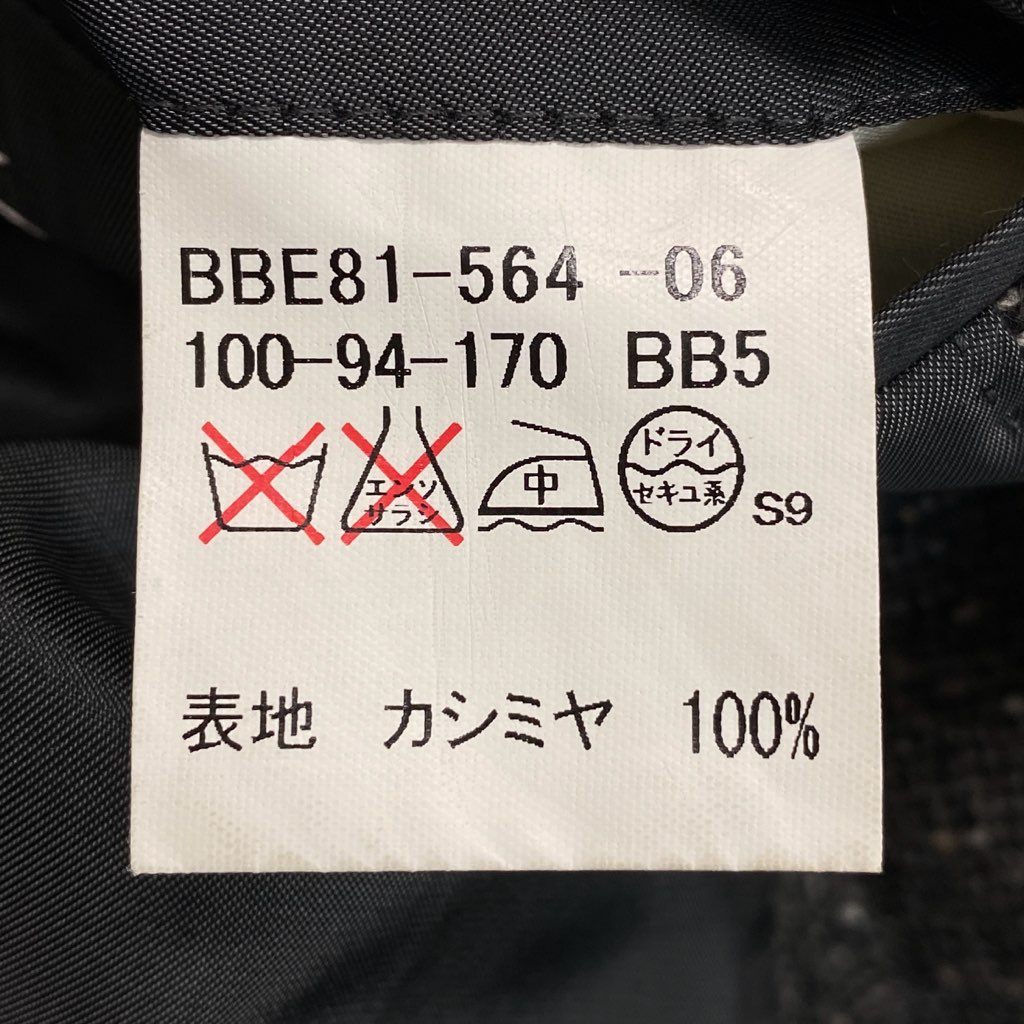 BBE81-564 -06
100-94-170 BB5
エンソ
サラシ
中
ドライ
セキユ系
S9
表地 カシミヤ 100%